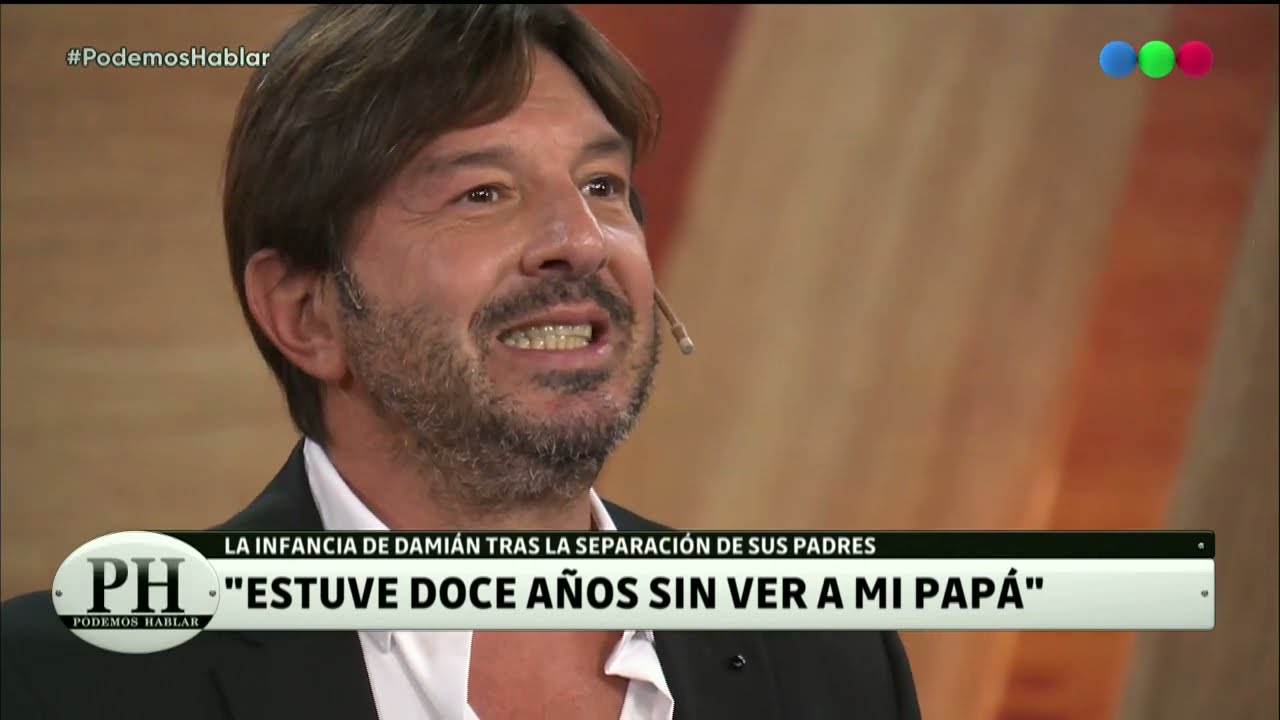 #PodemosHablar
LA INFANCIA DE DAMIÁN TRAS LA SEPARACIÓN DE SUS PADRES
PH
PODEMOS HABLAR
"ESTUVE DOCE AÑOS SIN VER A MI PAPÁ"